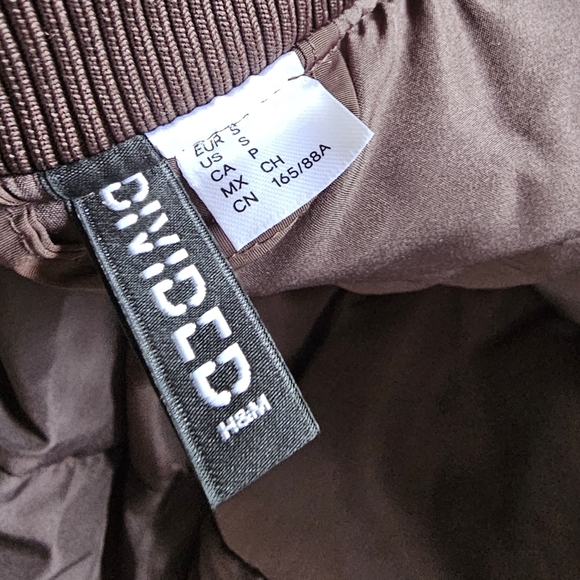 EUR S
US S
CA P
MX CH
CN 165/88A
DIVIDED
H&M